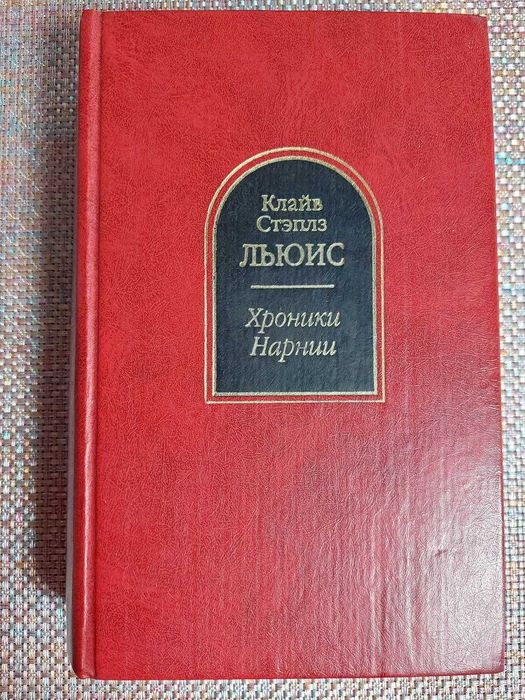 Клайв
Стэплз
ЛЬЮИС
Хроники
Нарнии